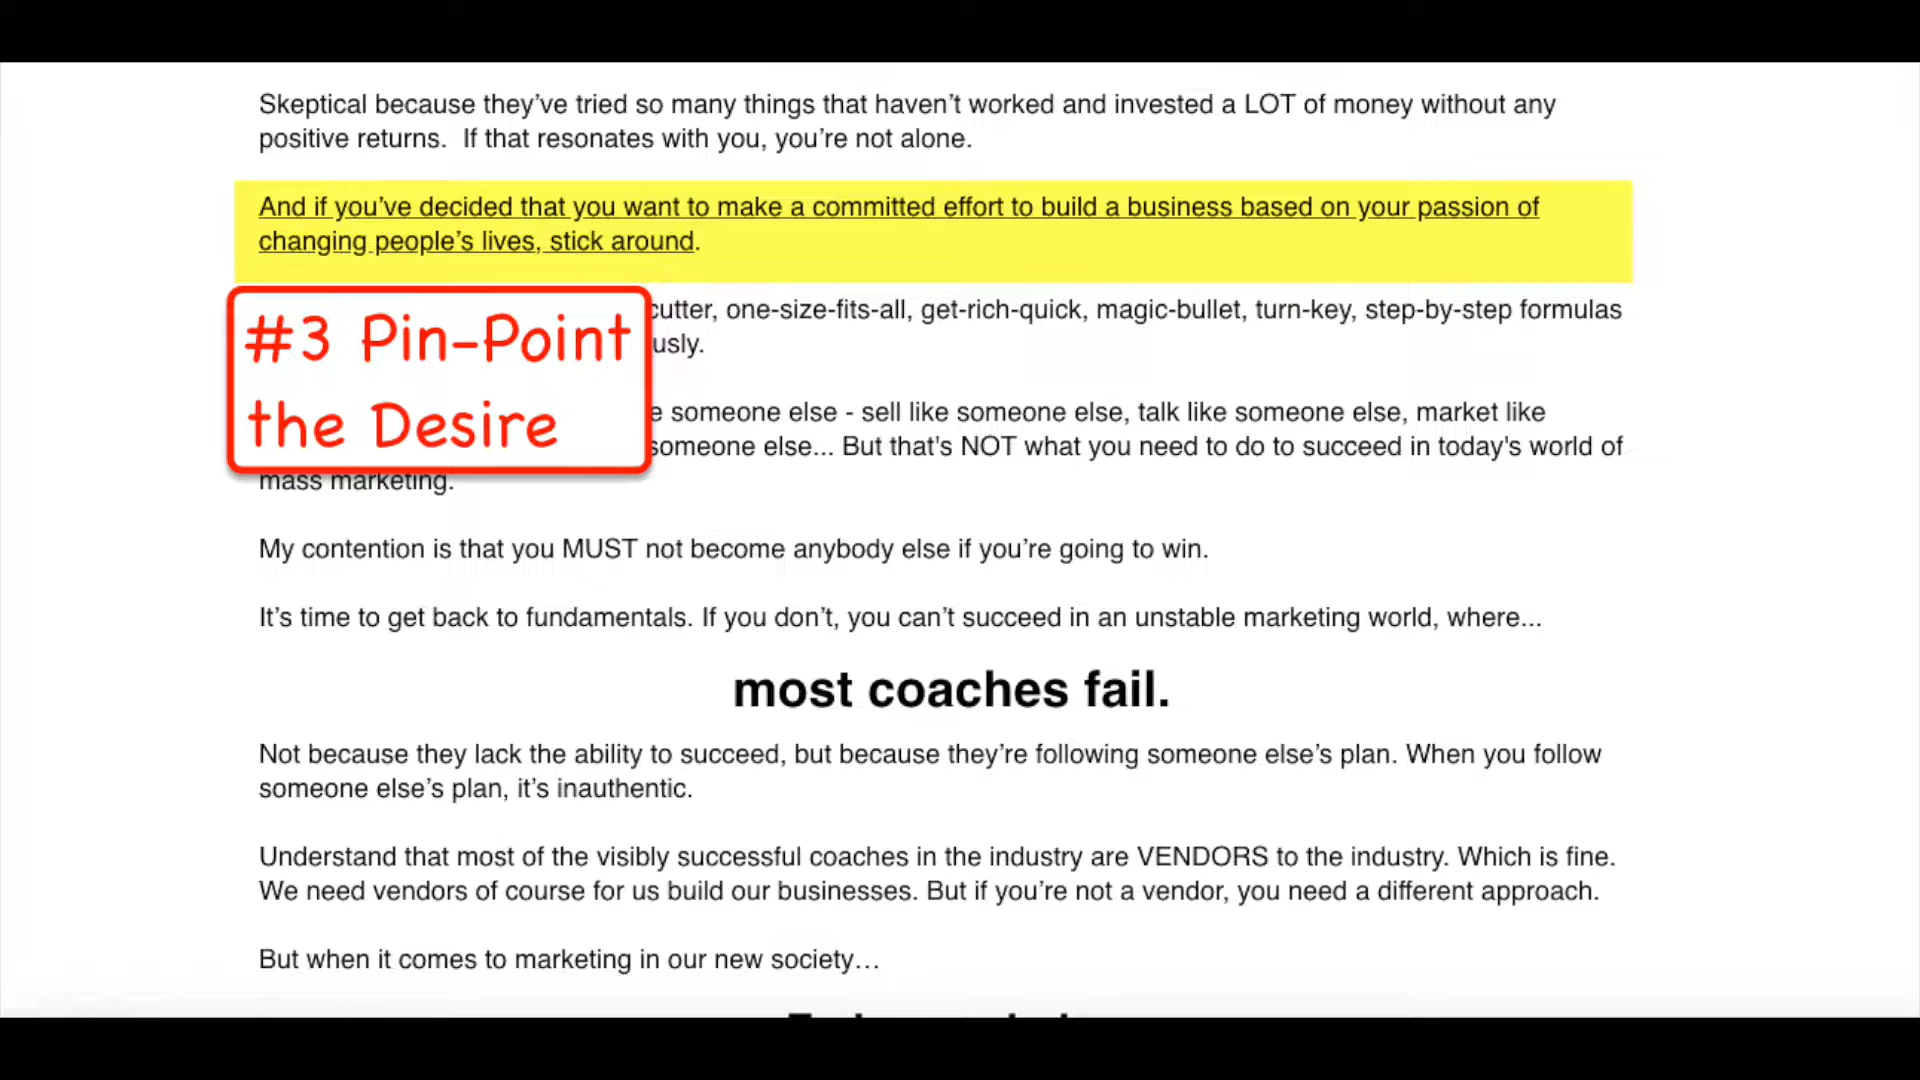 Skeptical because they’ve tried so many things that haven’t worked and invested a LOT of money without any
positive returns.  If that resonates with you, you’re not alone.
And if you’ve decided that you want to make a committed effort to build a business based on your passion of
changing people’s lives, stick around.
#3 Pin-Point
the Desire
one-size-fits-all, get-rich-quick, magic-bullet, turn-key, step-by-step formulas
someone else - sell like someone else, talk like someone else, market like
someone else... But that's NOT what you need to do to succeed in today's world of
mass marketing.
My contention is that you MUST not become anybody else if you’re going to win.
It’s time to get back to fundamentals. If you don’t, you can’t succeed in an unstable marketing world, where...
most coaches fail.
Not because they lack the ability to succeed, but because they’re following someone else’s plan. When you follow
someone else’s plan, it’s inauthentic.
Understand that most of the visibly successful coaches in the industry are VENDORS to the industry. Which is fine.
We need vendors of course for us build our businesses. But if you’re not a vendor, you need a different approach.
But when it comes to marketing in our new society…